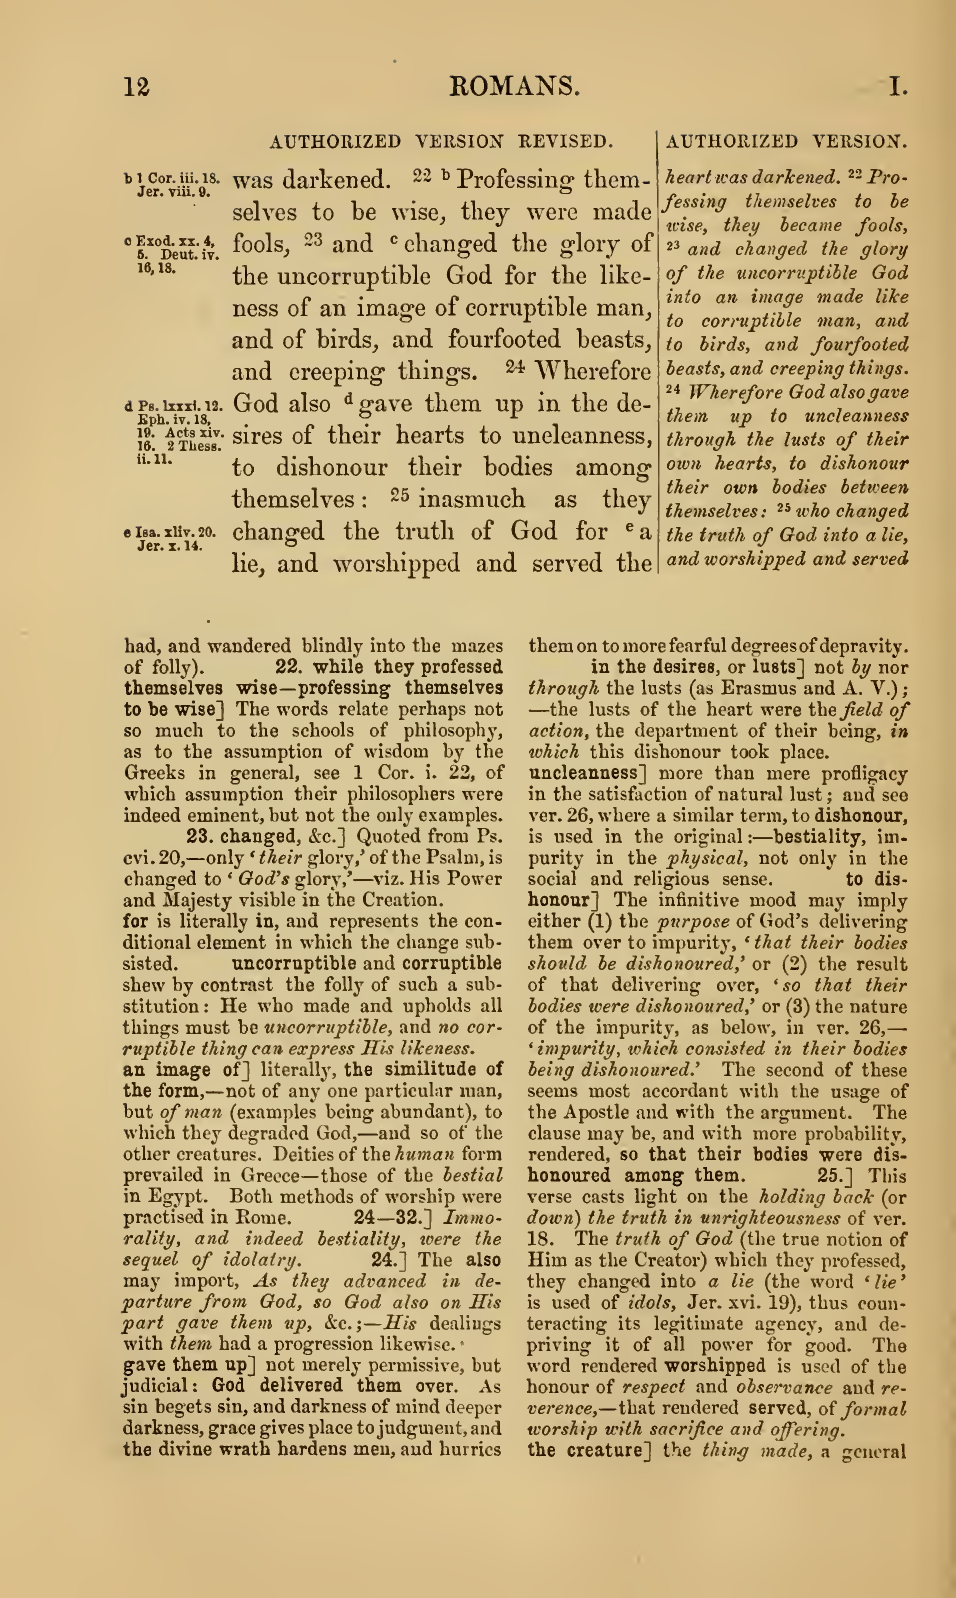 12 ROMANS. I.
AUTHORIZED VERSION REVISED.
b 1 Cor. iii. 18.
Jer. viii. 9.
c Exod. xx. 4,
5. Deut. iv.
16, 18.
d Ps. lxxxi. 12.
Eph. iv. 18,
19. Acts xiv.
16. 2 Thess.
ii. 11.
e Isa. xliv. 20.
Jer. x. 14.
was darkened. 22 b Professing them-
selves to be wise, they were made
fools, 23 and c changed the glory of
the uncorruptible God for the like-
ness of an image of corruptible man,
and of birds, and fourfooted beasts,
and creeping things. 24 Wherefore
God also d gave them up in the de-
sires of their hearts to uncleanness,
to dishonour their bodies among
themselves: 25 inasmuch as they
changed the truth of God for e a
lie, and worshipped and served the
AUTHORIZED VERSION.
heart was darkened. 22 Pro-
fessing themselves to be
wise, they became fools,
23 and changed the glory
of the uncorruptible God
into an image made like
to corruptible man, and
to birds, and fourfooted
beasts, and creeping things.
24 Wherefore God also gave
them up to uncleanness
through the lusts of their
own hearts, to dishonour
their own bodies between
themselves: 25 who changed
the truth of God into a lie,
and worshipped and served
had, and wandered blindly into the mazes
of folly). 22. while they professed
themselves wise—professing themselves
to be wise] The words relate perhaps not
so much to the schools of philosophy,
as to the assumption of wisdom by the
Greeks in general, see 1 Cor. i. 22, of
which assumption their philosophers were
indeed eminent, but not the only examples.
23. changed, &c.] Quoted from Ps.
cvi. 20,—only ‘their glory,’ of the Psalm, is
changed to ‘God’s glory,’—viz. His Power
and Majesty visible in the Creation.
for is literally in, and represents the con-
ditional element in which the change sub-
sisted. uncorruptible and corruptible
shew by contrast the folly of such a sub-
stitution: He who made and upholds all
things must be uncorruptible, and no cor-
ruptible thing can express His likeness.
an image of] literally, the similitude of
the form,—not of any one particular man,
but of man (examples being abundant), to
which they degraded God,—and so of the
other creatures. Deities of the human form
prevailed in Greece—those of the bestial
in Egypt. Both methods of worship were
practised in Rome. 24—32.] Immo-
rality, and indeed bestiality, were the
sequel of idolatry. 24.] The also
may import, As they advanced in de-
parture from God, so God also on His
part gave them up, &c.;—His dealings
with them had a progression likewise.
gave them up] not merely permissive, but
judicial: God delivered them over. As
sin begets sin, and darkness of mind deeper
darkness, grace gives place to judgment, and
the divine wrath hardens men, and hurries
them on to more fearful degrees of depravity.
in the desires, or lusts] not by nor
through the lusts (as Erasmus and A. V.);
—the lusts of the heart were the field of
action, the department of their being, in
which this dishonour took place.
uncleanness] more than mere profligacy
in the satisfaction of natural lust; and see
ver. 26, where a similar term, to dishonour,
is used in the original:—bestiality, im-
purity in the physical, not only in the
social and religious sense. to dis-
honour] The infinitive mood may imply
either (1) the purpose of God’s delivering
them over to impurity, ‘that their bodies
should be dishonoured,’ or (2) the result
of that delivering over, ‘so that their
bodies were dishonoured,’ or (3) the nature
of the impurity, as below, in ver. 26,—
‘impurity, which consisted in their bodies
being dishonoured.’ The second of these
seems most accordant with the usage of
the Apostle and with the argument. The
clause may be, and with more probability,
rendered, so that their bodies were dis-
honoured among them. 25.] This
verse casts light on the holding back (or
down) the truth in unrighteousness of ver.
18. The truth of God (the true notion of
Him as the Creator) which they professed,
they changed into a lie (the word ‘lie’
is used of idols, Jer. xvi. 19), thus coun-
teracting its legitimate agency, and de-
priving it of all power for good. The
word rendered worshipped is used of the
honour of respect and observance and re-
verence,—that rendered served, of formal
worship with sacrifice and offering.
the creature] the thing made, a general